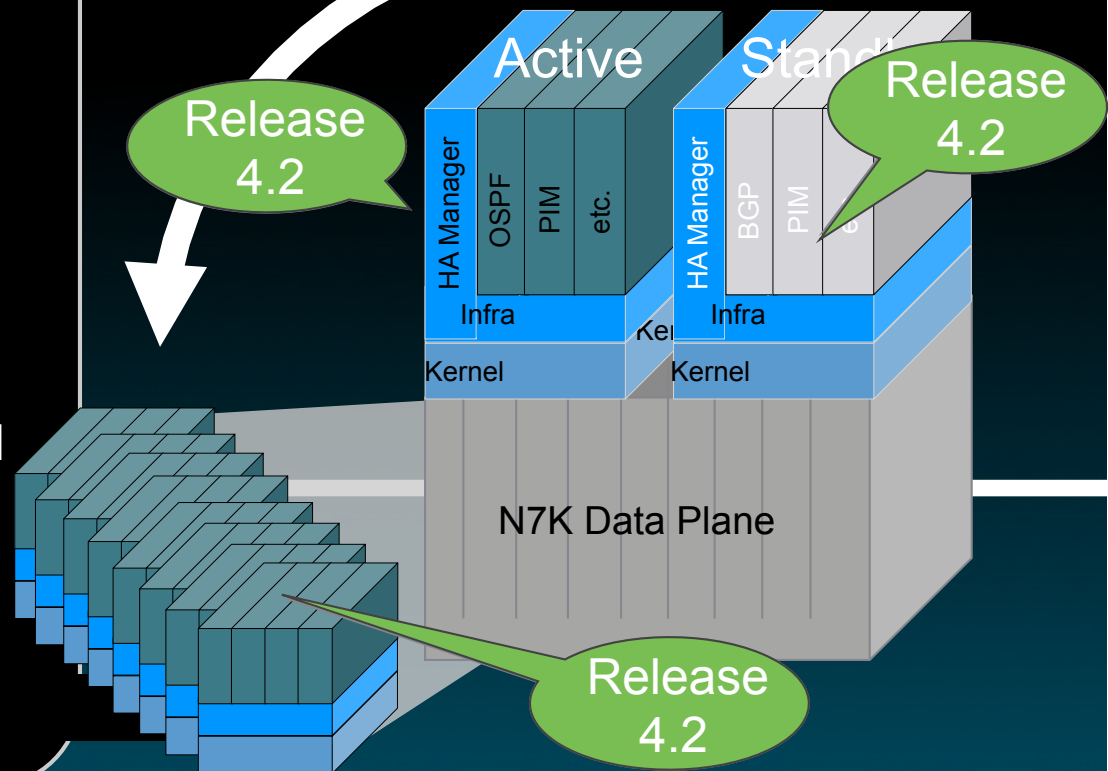 Active
Release
4.2
Release
4.2
HA Manager
OSPF
PIM
etc.
HA Manager
BGP
PIM
Infra
Infra
Kernel
Kernel
N7K Data Plane
Release
4.2